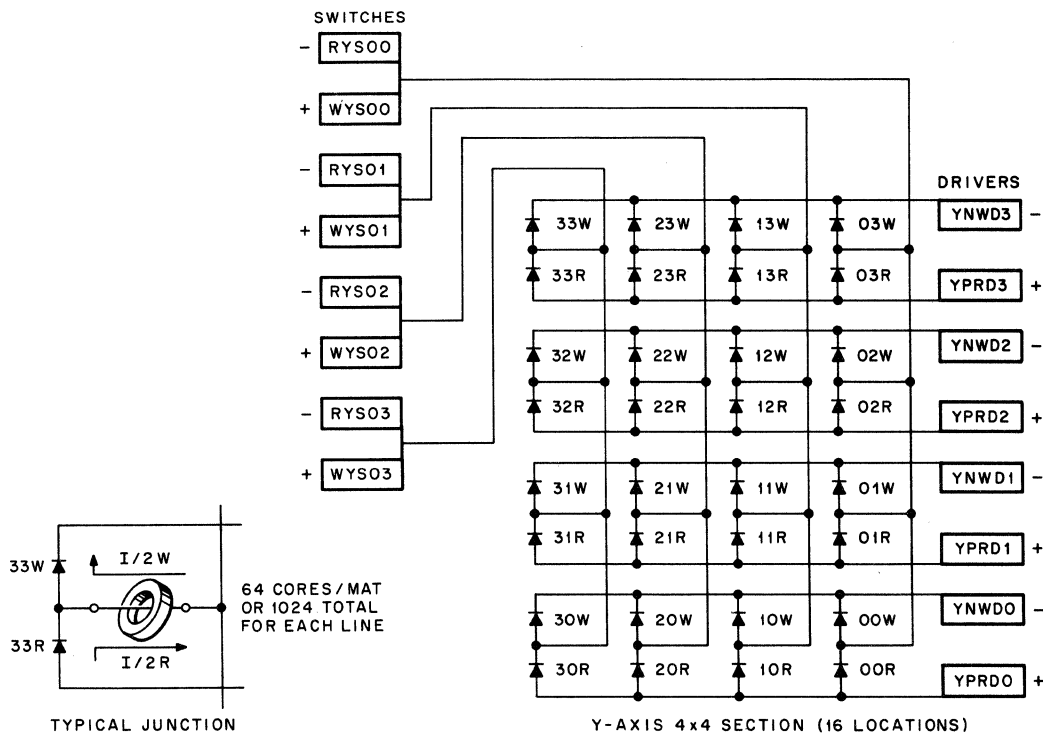 SWITCHES
- RYS00
+ WYS00
- RYS01
+ WYS01
- RYS02
+ WYS02
- RYS03
+ WYS03
DRIVERS
YNWD3 -
33W 23W 13W 03W
33R 23R 13R 03R
YPRD3 +
YNWD2 -
32W 22W 12W 02W
32R 22R 12R 02R
YPRD2 +
YNWD1 -
31W 21W 11W 01W
31R 21R 11R 01R
YPRD1 +
YNWD0 -
30W 20W 10W 00W
30R 20R 10R 00R
YPRD0 +
33W
I/2W
33R
I/2R
64 CORES/MAT
OR 1024 TOTAL
FOR EACH LINE
TYPICAL JUNCTION
Y-AXIS 4x4 SECTION (16 LOCATIONS)